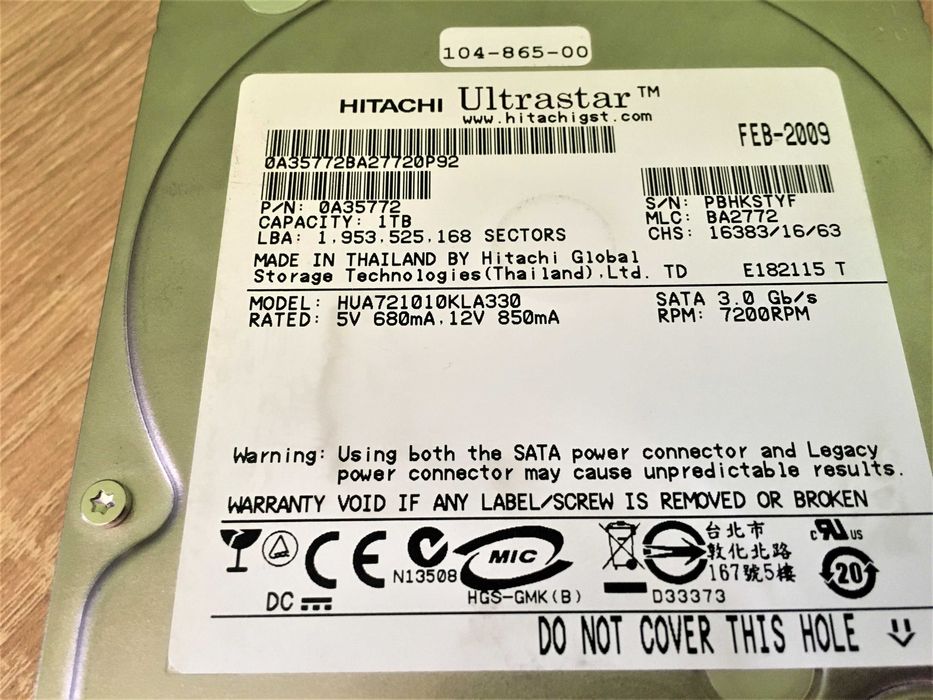 104-865-00
HITACHI Ultrastar™
www.hitachigst.com
FEB-2009
0A35772BA27720P92
P/N: 0A35772
CAPACITY: 1TB
LBA: 1,953,525,168 SECTORS
S/N: PBHKSTYF
MLC: BA2772
CHS: 16383/16/63
MADE IN THAILAND BY Hitachi Global
Storage Technologies(Thailand),Ltd. TD E182115 T
MODEL: HUA721010KLA330
RATED: 5V 680mA,12V 850mA
SATA 3.0 Gb/s
RPM: 7200RPM
Warning: Using both the SATA power connector and Legacy
power connector may cause unpredictable results.
WARRANTY VOID IF ANY LABEL/SCREW IS REMOVED OR BROKEN
CE
N13508
MIC
HGS-GMK(B)
D33373
台北市
敦化北路
167號5樓
c RU US
20
DC
DO NOT COVER THIS HOLE